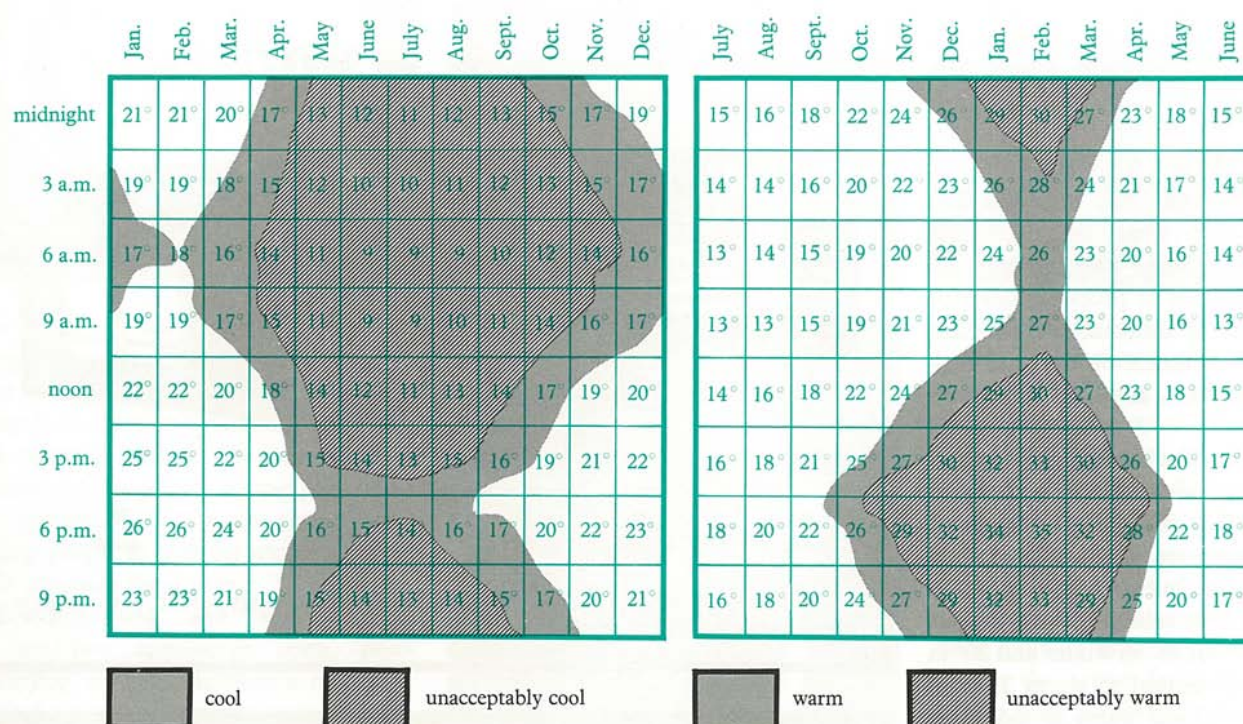 Jan. Feb. Mar. Apr. May June July Aug. Sept. Oct. Nov. Dec. July Aug. Sept. Oct. Nov. Dec. Jan. Feb. Mar. Apr. May June
midnight 21° 21° 20° 17° 13 12 11 12 13 15° 17 19° 15° 16° 18° 22° 24° 26° 29° 30 27° 23° 18° 15°
3 a.m. 19° 19° 18° 15 12 10 10 11 12 13 15° 17° 14° 14° 16° 20° 22° 23° 26° 28° 24° 21° 17° 14°
6 a.m. 17° 18° 16° 14 11 9 9 9 10 12 14 16° 13° 14° 15° 19° 20° 22° 24° 26° 23° 20° 16° 14°
9 a.m. 19° 19° 17° 15 11 9 9 10 11 14 16° 17° 13° 13° 15° 19° 21° 23° 25° 27° 23° 20° 16° 13°
noon 22° 22° 20° 18° 14 12 11 13 14 17° 19° 20° 14° 16° 18° 22° 24° 27° 29° 30 27° 23° 18° 15°
3 p.m. 25° 25° 22° 20° 15 14 13 15° 16° 19° 21° 22° 16° 18° 21° 25° 27° 30 32 33 30 26° 20° 17°
6 p.m. 26° 26° 24° 20° 16° 15 14° 16° 17° 20° 22° 23° 18° 20° 22° 26° 29 32 34 35 32 28° 22° 18°
9 p.m. 23° 23° 21° 19° 15 14 13 14 15° 17° 20° 21° 16° 18° 20° 24° 27° 29 32 33 29° 25° 20° 17°
cool unacceptably cool warm unacceptably warm